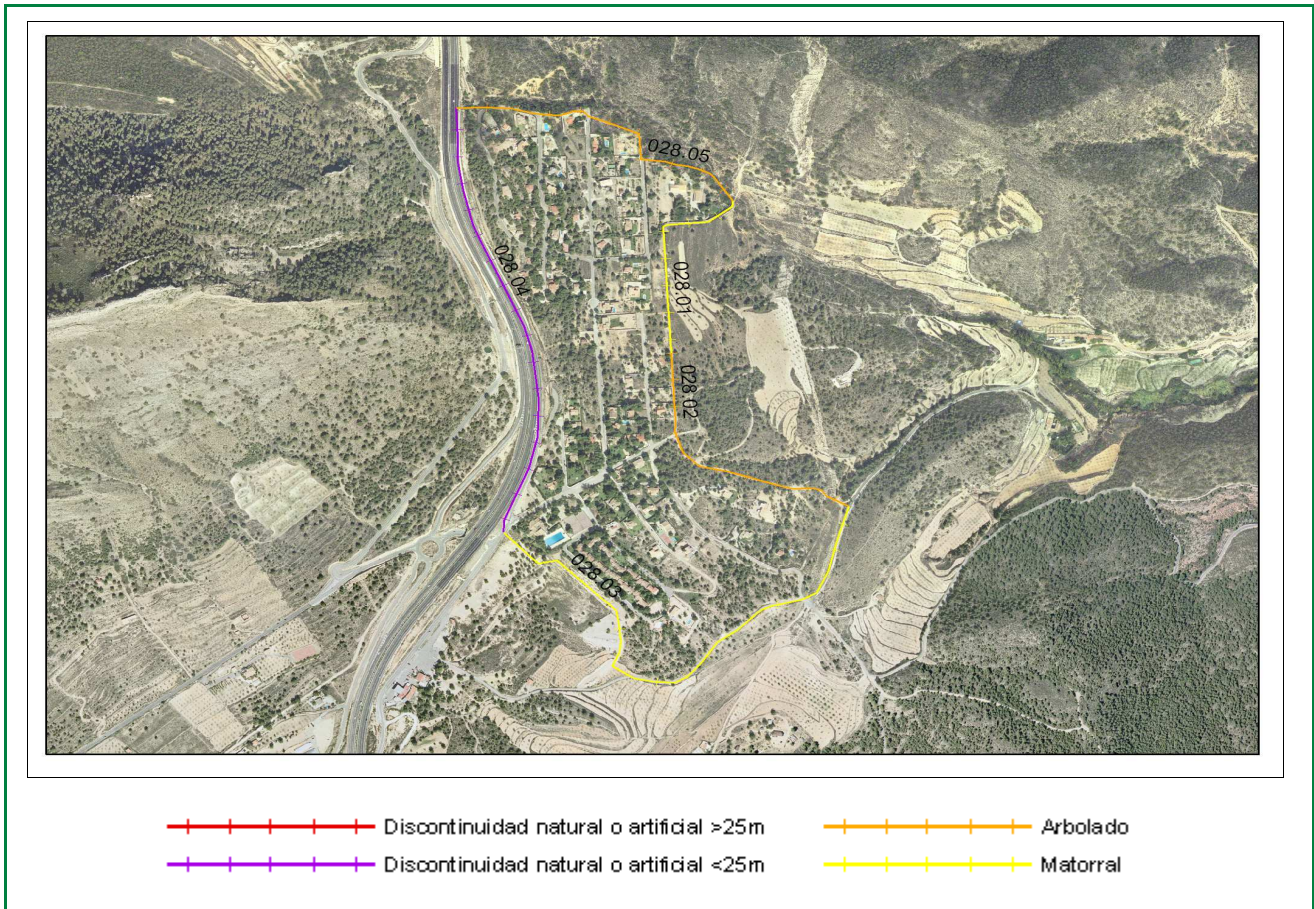 028.05
028.04
028.01
028.02
028.03
Discontinuidad natural o artificial >25m
Arbolado
Discontinuidad natural o artificial <25m
Matorral